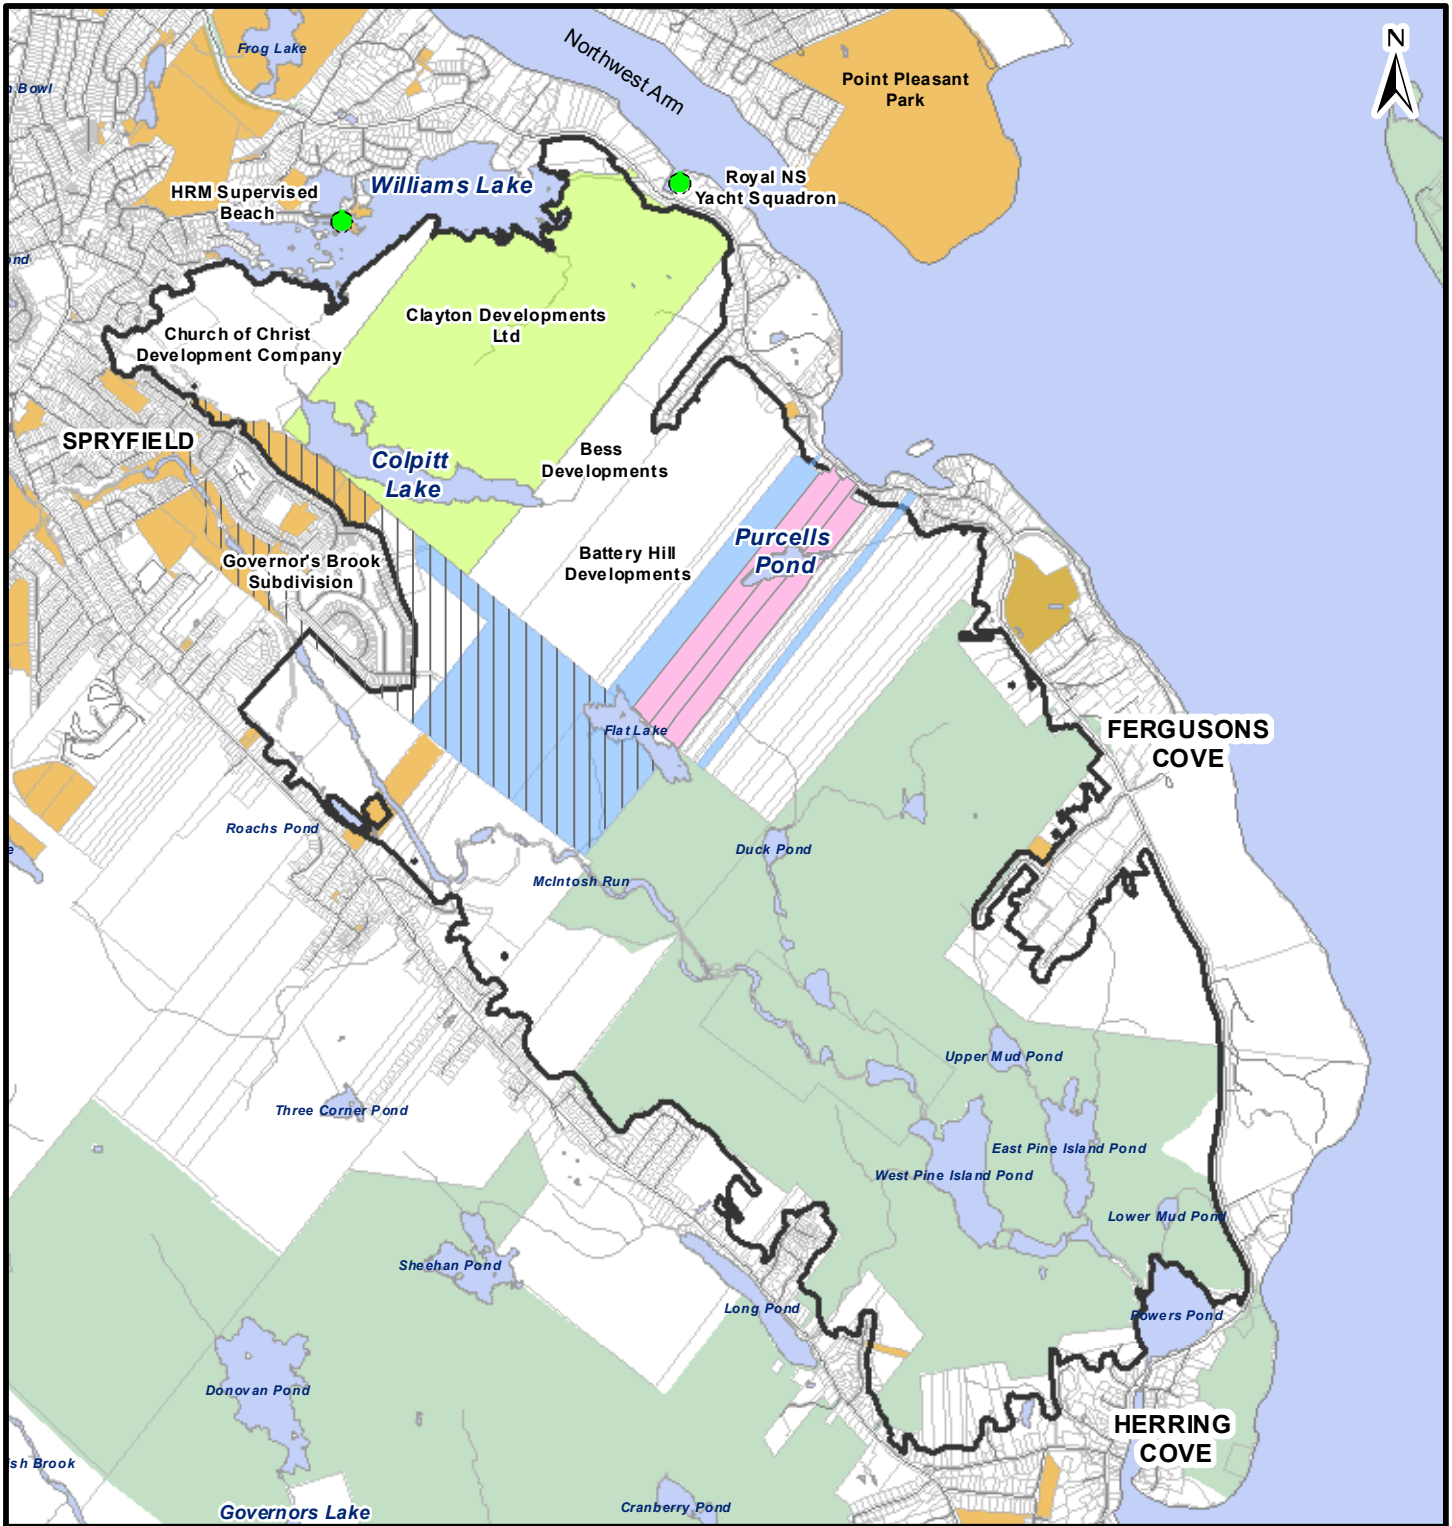 N
Frog Lake
Northwest Arm
Point Pleasant
Park
n Bowl
HRM Supervised
Beach
Williams Lake
Royal NS
Yacht Squadron
ond
Church of Christ
Development Company
Clayton Developments
Ltd
SPRYFIELD
Colpitt
Lake
Bess
Developments
Governor's Brook
Subdivision
Battery Hill
Developments
Purcells
Pond
Flat Lake
FERGUSONS
COVE
Roachs Pond
Duck Pond
e
McIntosh Run
Upper Mud Pond
Three Corner Pond
East Pine Island Pond
West Pine Island Pond
Lower Mud Pond
Sheehan Pond
Long Pond
Powers Pond
Donovan Pond
HERRING
COVE
sh Brook
Governors Lake
Cranberry Pond